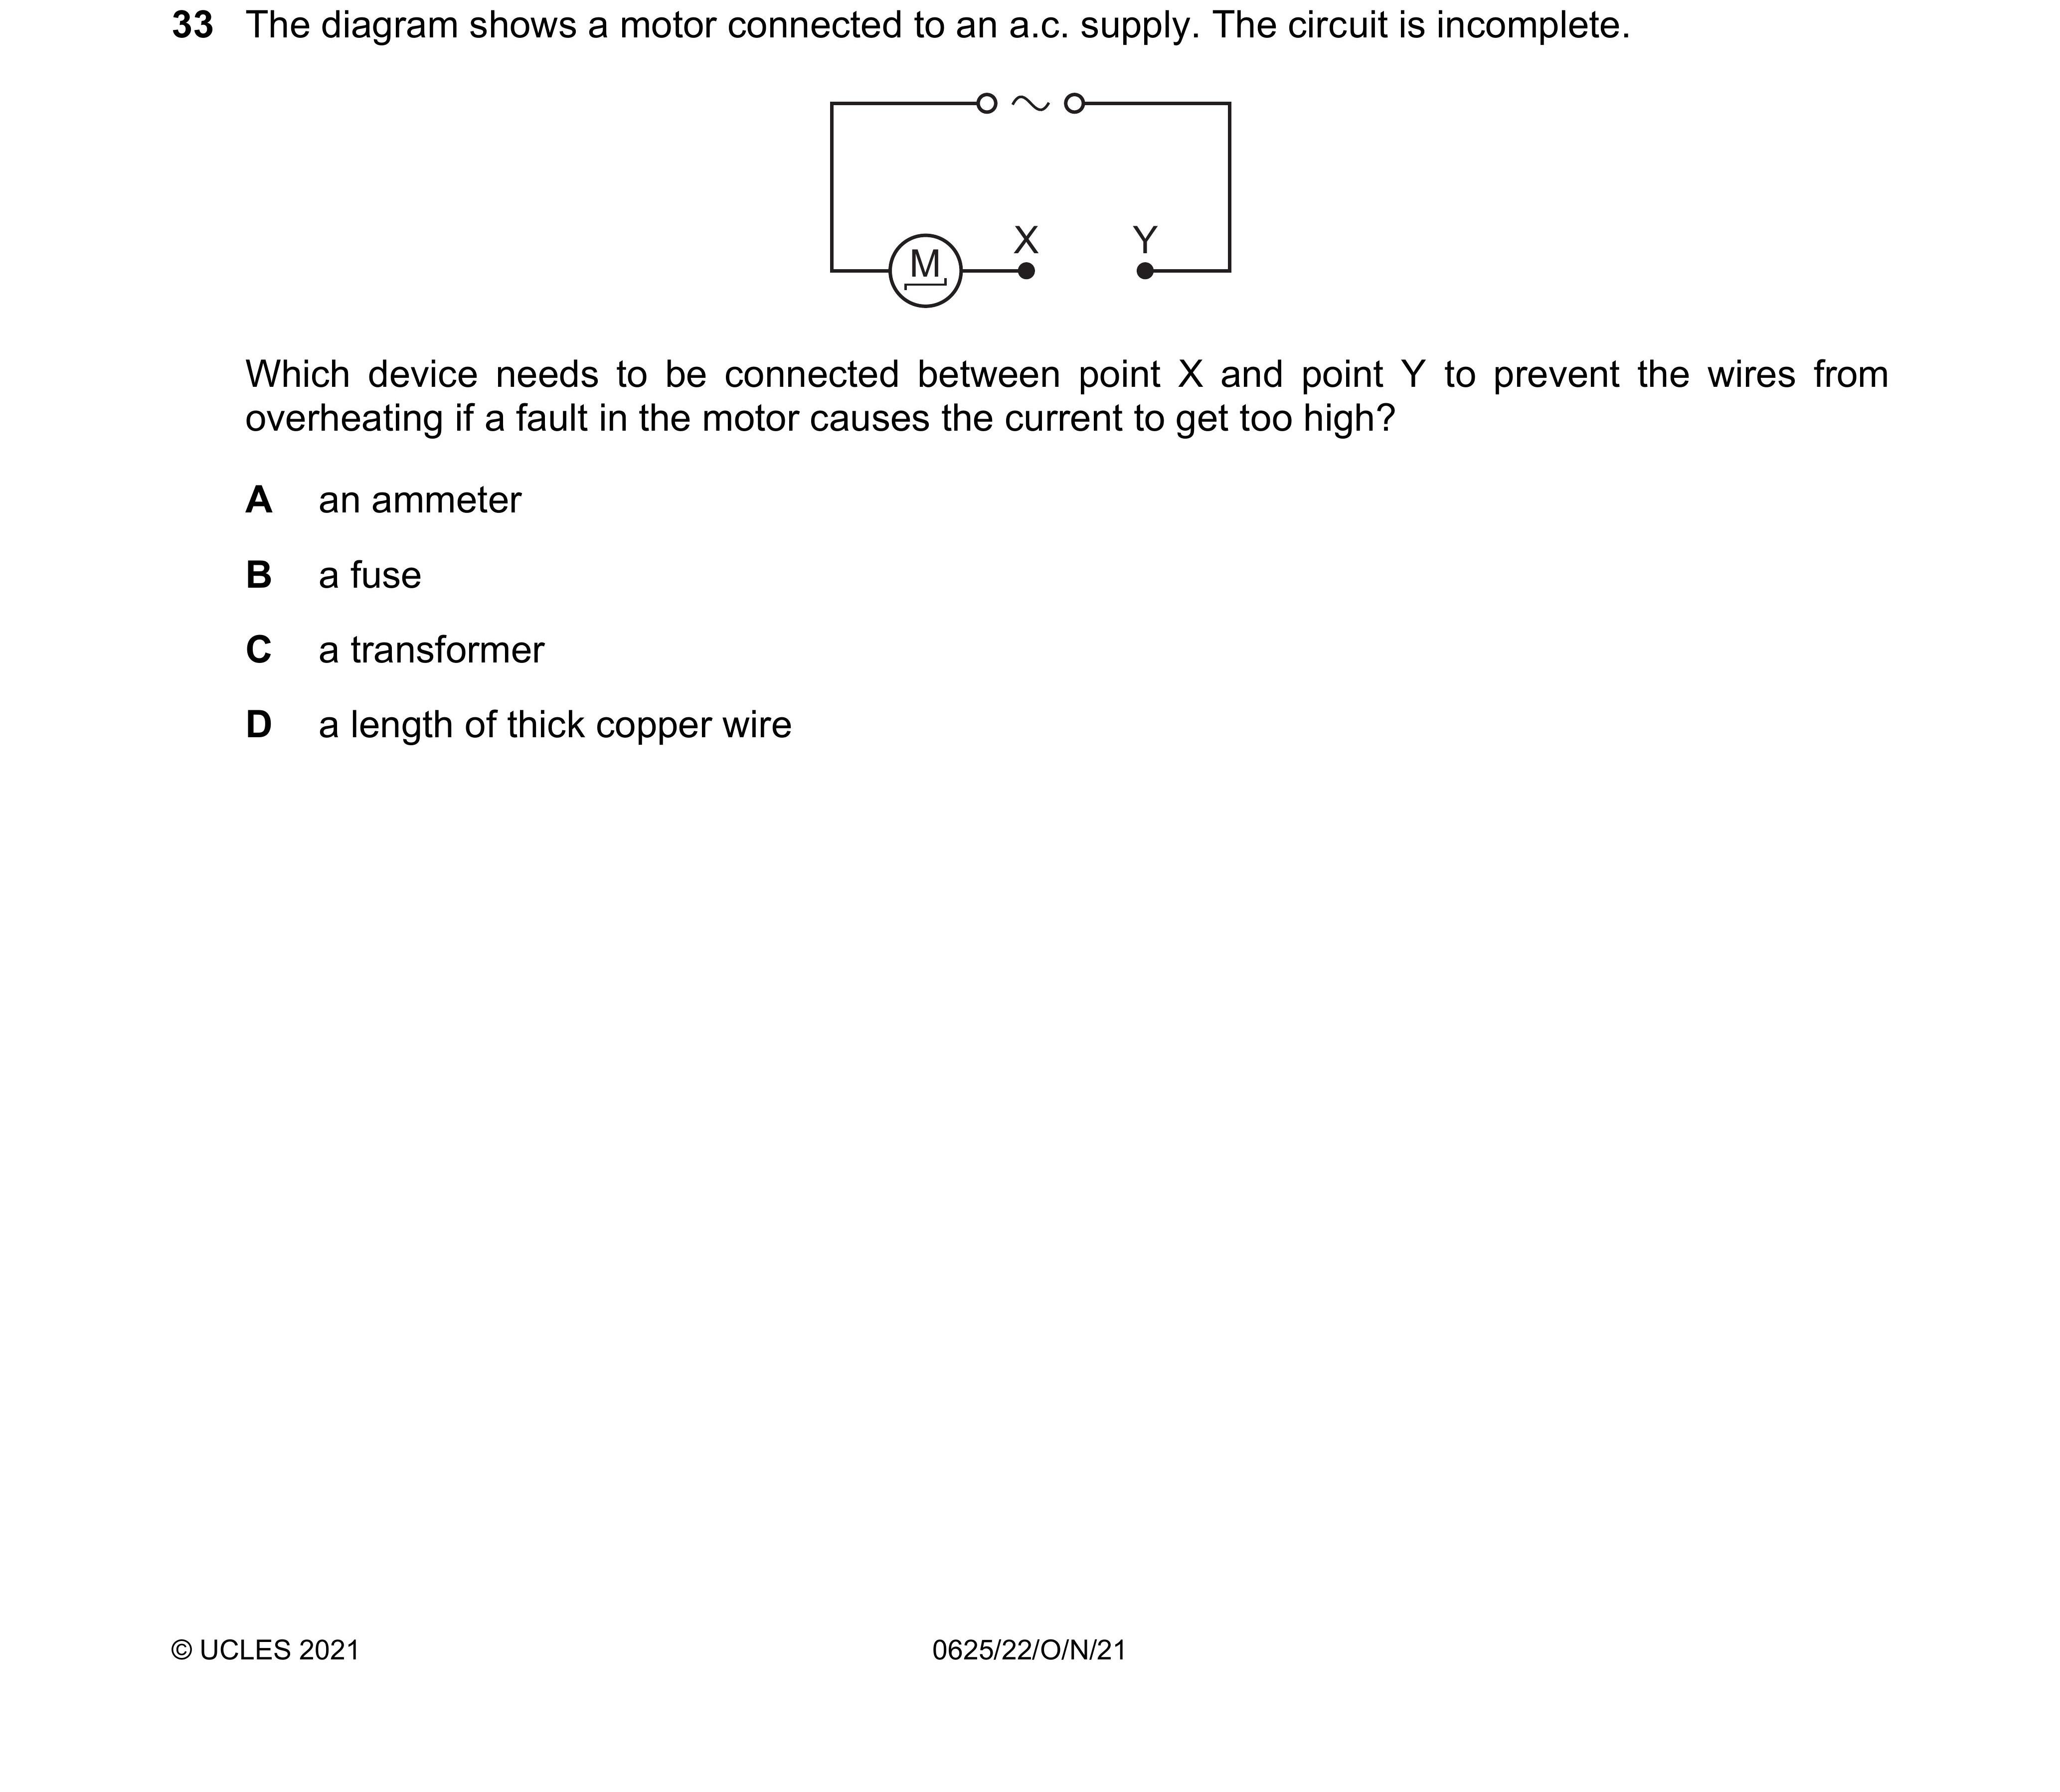 33 The diagram shows a motor connected to an a.c. supply. The circuit is incomplete.
X Y
M
Which device needs to be connected between point X and point Y to prevent the wires from
overheating if a fault in the motor causes the current to get too high?
A an ammeter
B a fuse
C a transformer
D a length of thick copper wire
© UCLES 2021 0625/22/O/N/21